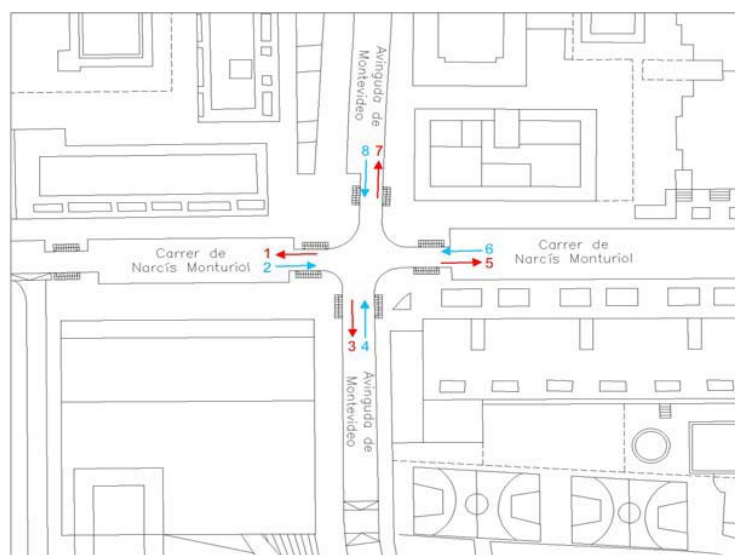 Avinguda de
Montevideo
8 7
1
2
Carrer de
Narcís Monturiol
6
5
Carrer de
Narcís Monturiol
3 4
Avinguda de
Montevideo